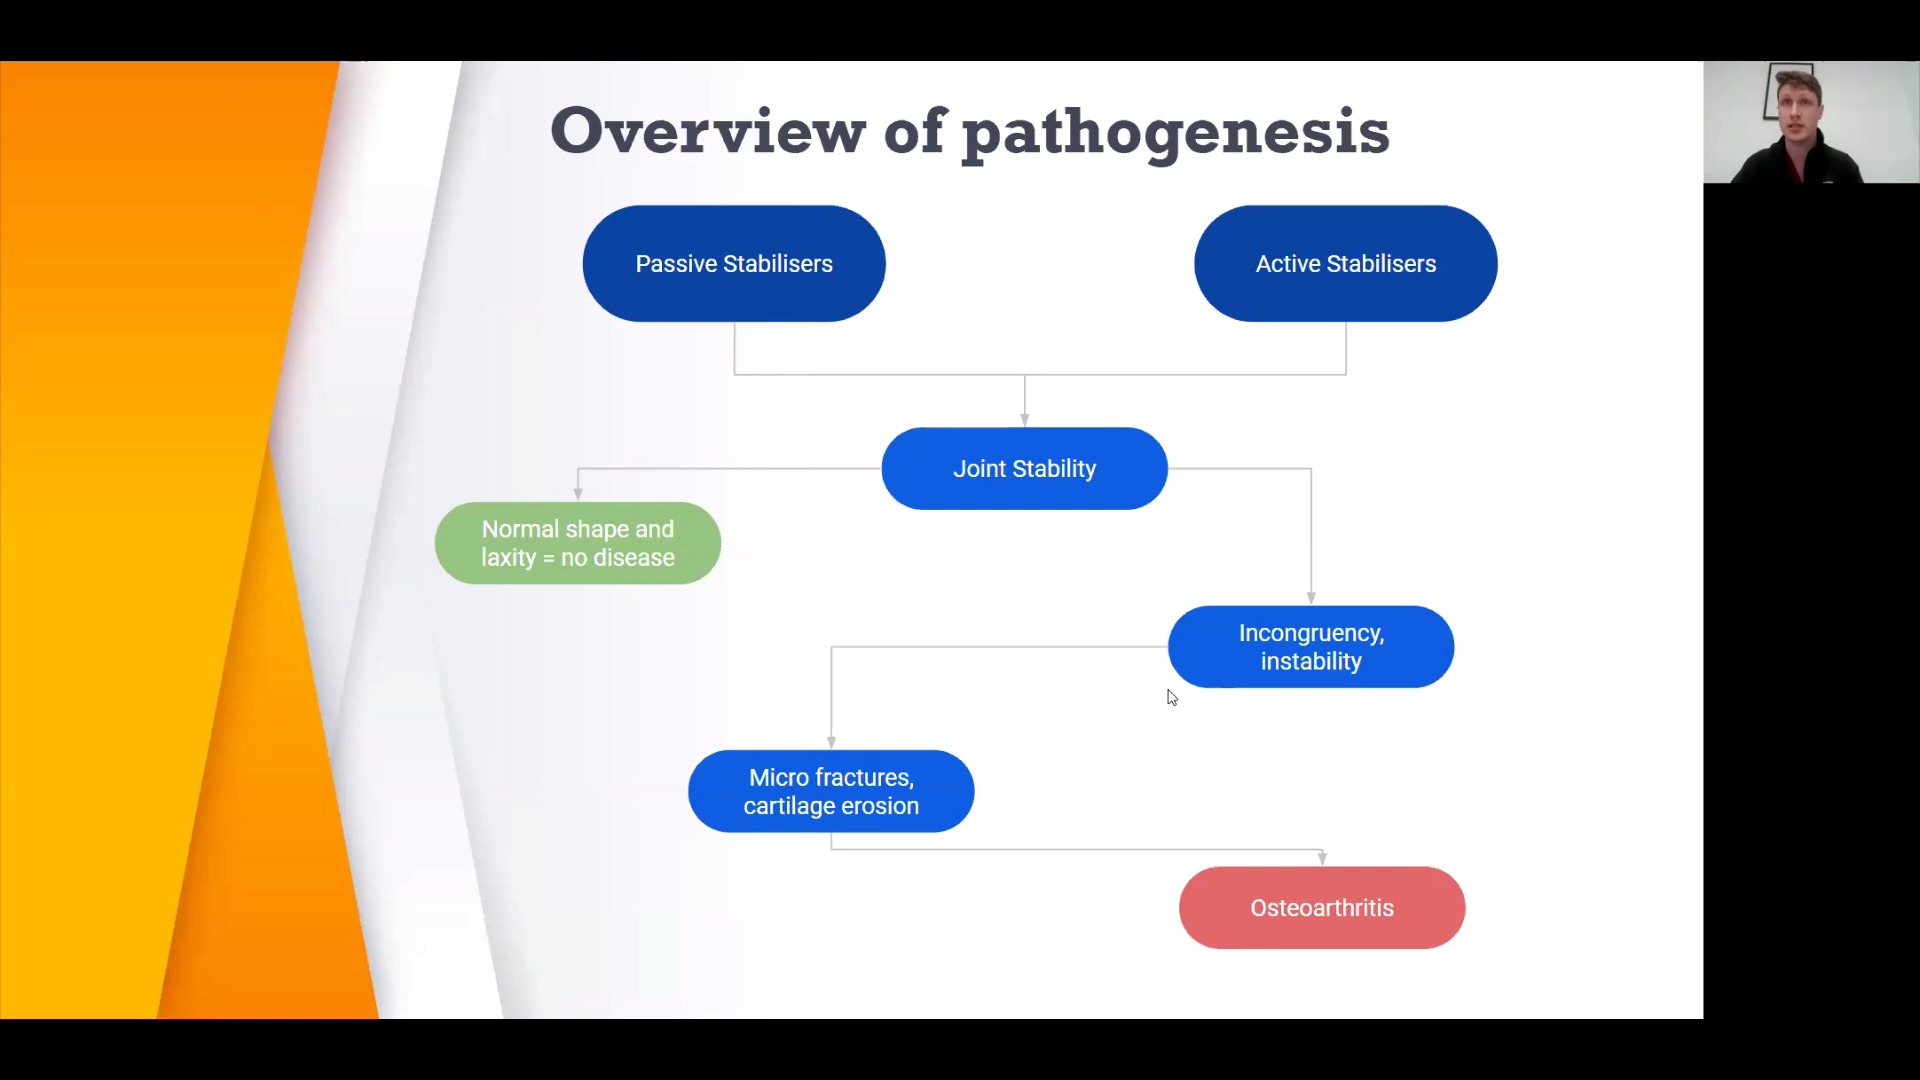 Overview of pathogenesis
Passive Stabilisers
Active Stabilisers
Joint Stability
Normal shape and
laxity = no disease
Incongruency,
instability
Micro fractures,
cartilage erosion
Osteoarthritis